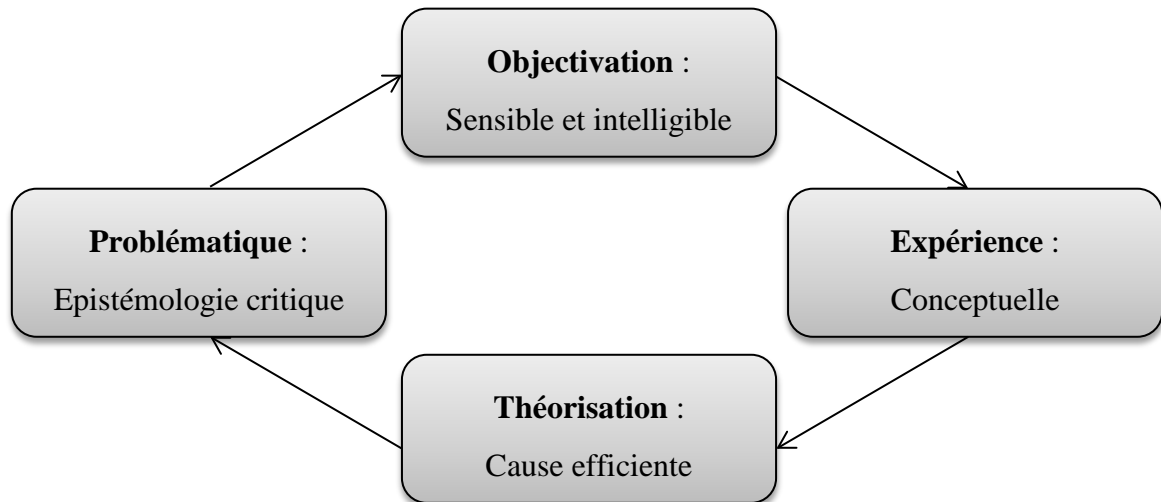 Objectivation :
Sensible et intelligible
Problématique :
Epistémologie critique
Expérience :
Conceptuelle
Théorisation :
Cause efficiente